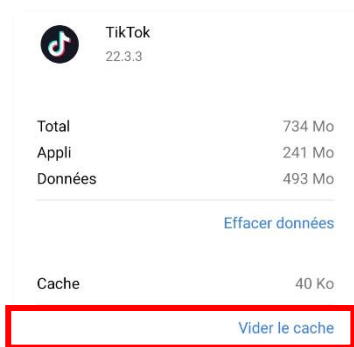 TikTok
22.3.3
Total 734 Mo
Appli 241 Mo
Données 493 Mo
Effacer données
Cache 40 Ko
Vider le cache